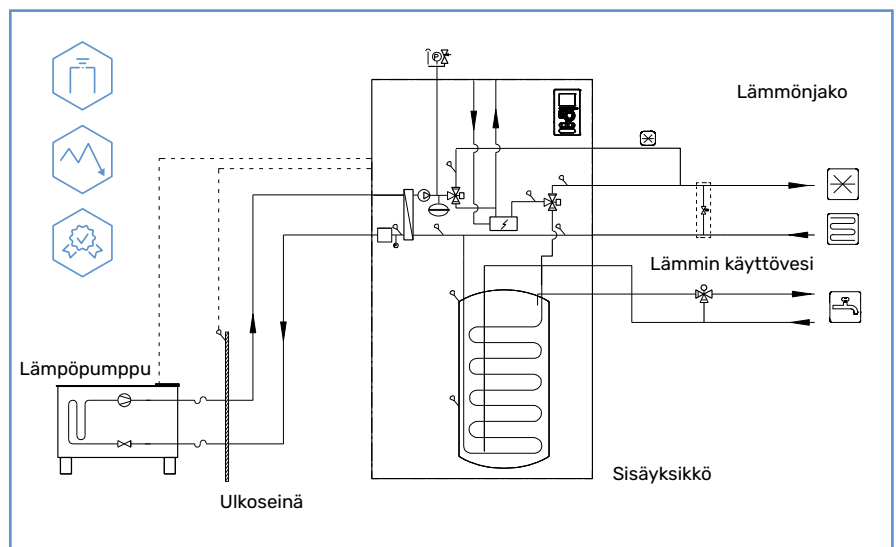 Lämmönjako
Lämmin käyttövesi
Lämpöpumppu
Sisäyksikkö
Ulkoseinä
P